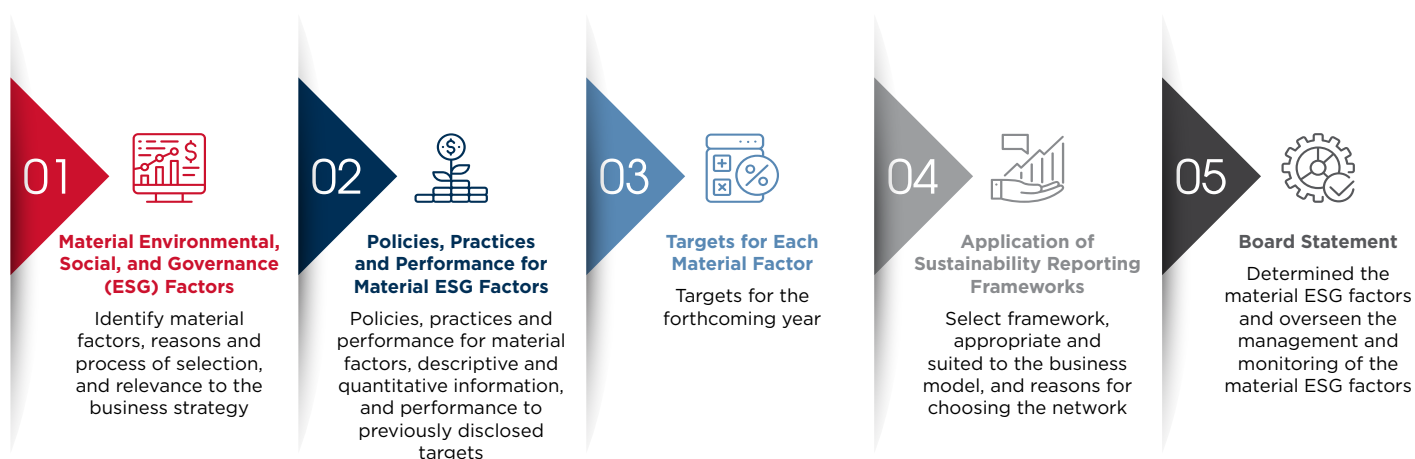 01
Material Environmental,
Social, and Governance
(ESG) Factors
Identify material
factors, reasons and
process of selection,
and relevance to the
business strategy
02
Policies, Practices
and Performance for
Material ESG Factors
Policies, practices and
performance for material
factors, descriptive and
quantitative information,
and performance to
previously disclosed
targets
03
Targets for Each
Material Factor
Targets for the
forthcoming year
04
Application of
Sustainability Reporting
Frameworks
Select framework,
appropriate and
suited to the business
model, and reasons for
choosing the network
05
Board Statement
Determined the
material ESG factors
and overseen the
management and
monitoring of the
material ESG factors